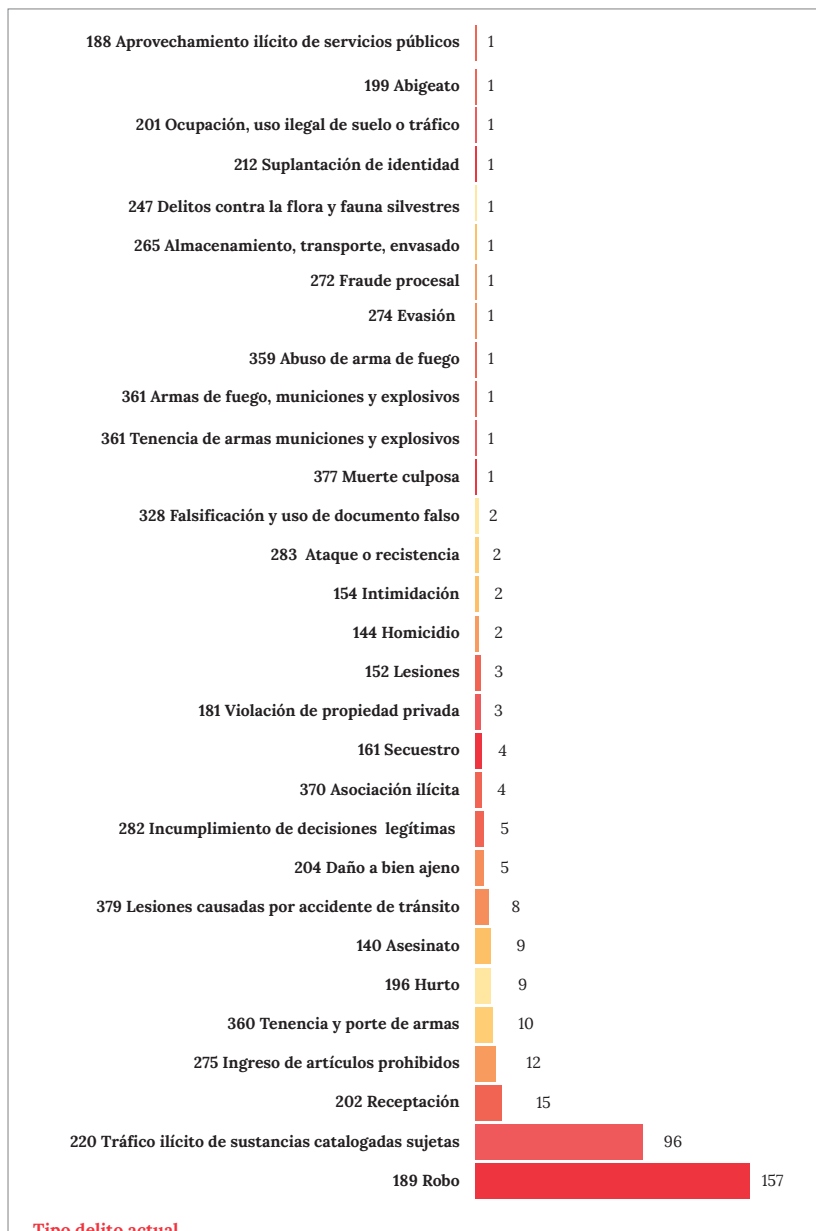 188 Aprovechamiento ilícito de servicios públicos 1
199 Abigeato 1
201 Ocupación, uso ilegal de suelo o tráfico 1
212 Suplantación de identidad 1
247 Delitos contra la flora y fauna silvestres 1
265 Almacenamiento, transporte, envasado 1
272 Fraude procesal 1
274 Evasión 1
359 Abuso de arma de fuego 1
361 Armas de fuego, municiones y explosivos 1
361 Tenencia de armas municiones y explosivos 1
377 Muerte culposa 1
328 Falsificación y uso de documento falso 2
283 Ataque o recistencia 2
154 Intimidación 2
144 Homicidio 2
152 Lesiones 3
181 Violación de propiedad privada 3
161 Secuestro 4
370 Asociación ilícita 4
282 Incumplimiento de decisiones legítimas 5
204 Daño a bien ajeno 5
379 Lesiones causadas por accidente de tránsito 8
140 Asesinato 9
196 Hurto 9
360 Tenencia y porte de armas 10
275 Ingreso de artículos prohibidos 12
202 Receptación 15
220 Tráfico ilícito de sustancias catalogadas sujetas 96
189 Robo 157
Tipo delito actual